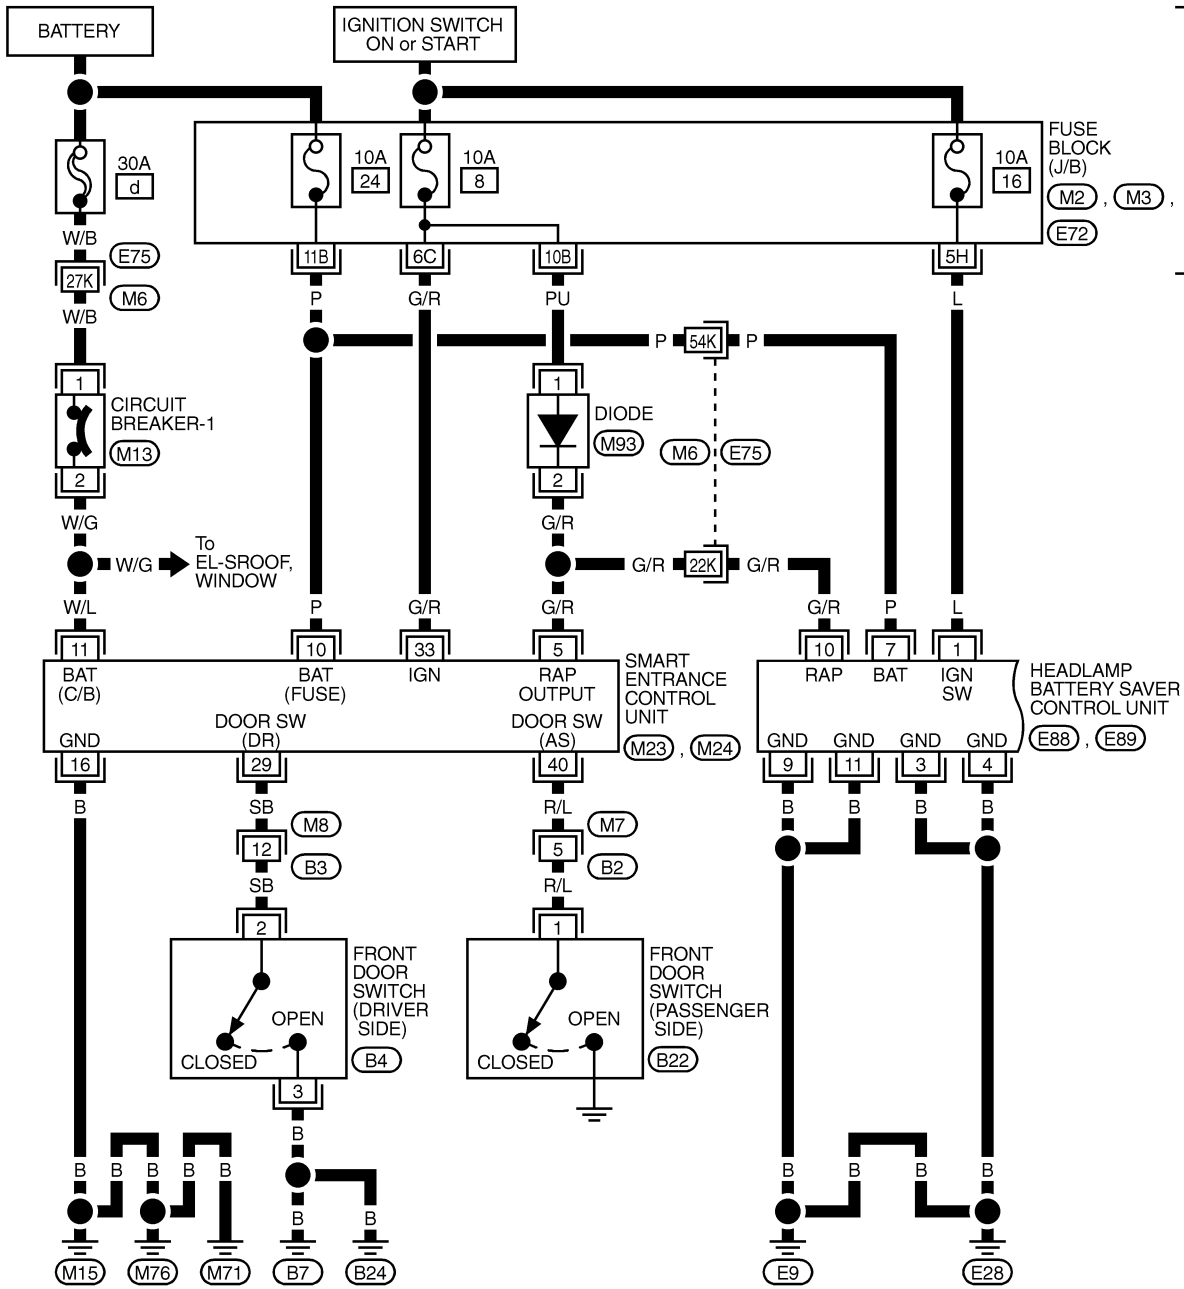 BATTERY
IGNITION SWITCH
ON or START
30A
d
10A
24
10A
8
10A
16
FUSE
BLOCK
(J/B)
M2 , M3 ,
E72
W/B
E75
27K
M6
W/B
11B
6C
10B
5H
P
G/R
PU
L
P
54K
P
1
CIRCUIT
BREAKER-1
M13
2
1
DIODE
M93
2
M6
E75
W/G
G/R
W/G
To
EL-SROOF,
WINDOW
G/R
22K
G/R
W/L
P
G/R
G/R
G/R
P
L
11
10
33
5
10
7
1
BAT
(C/B)
BAT
(FUSE)
IGN
RAP
OUTPUT
SMART
ENTRANCE
CONTROL
UNIT
M23 , M24
RAP
BAT
IGN
SW
HEADLAMP
BATTERY SAVER
CONTROL UNIT
E88 , E89
GND
DOOR SW
(DR)
DOOR SW
(AS)
GND
GND
GND
GND
16
29
40
9
11
3
4
B
SB
R/L
B
B
B
B
M8
12
B3
M7
5
B2
SB
R/L
2
1
FRONT
DOOR
SWITCH
(DRIVER
SIDE)
B4
OPEN
CLOSED
FRONT
DOOR
SWITCH
(PASSENGER
SIDE)
B22
OPEN
CLOSED
3
B
B
B
B
B
B
B
B
B
B
B
B
M15
M76
M71
B7
B24
E9
E28